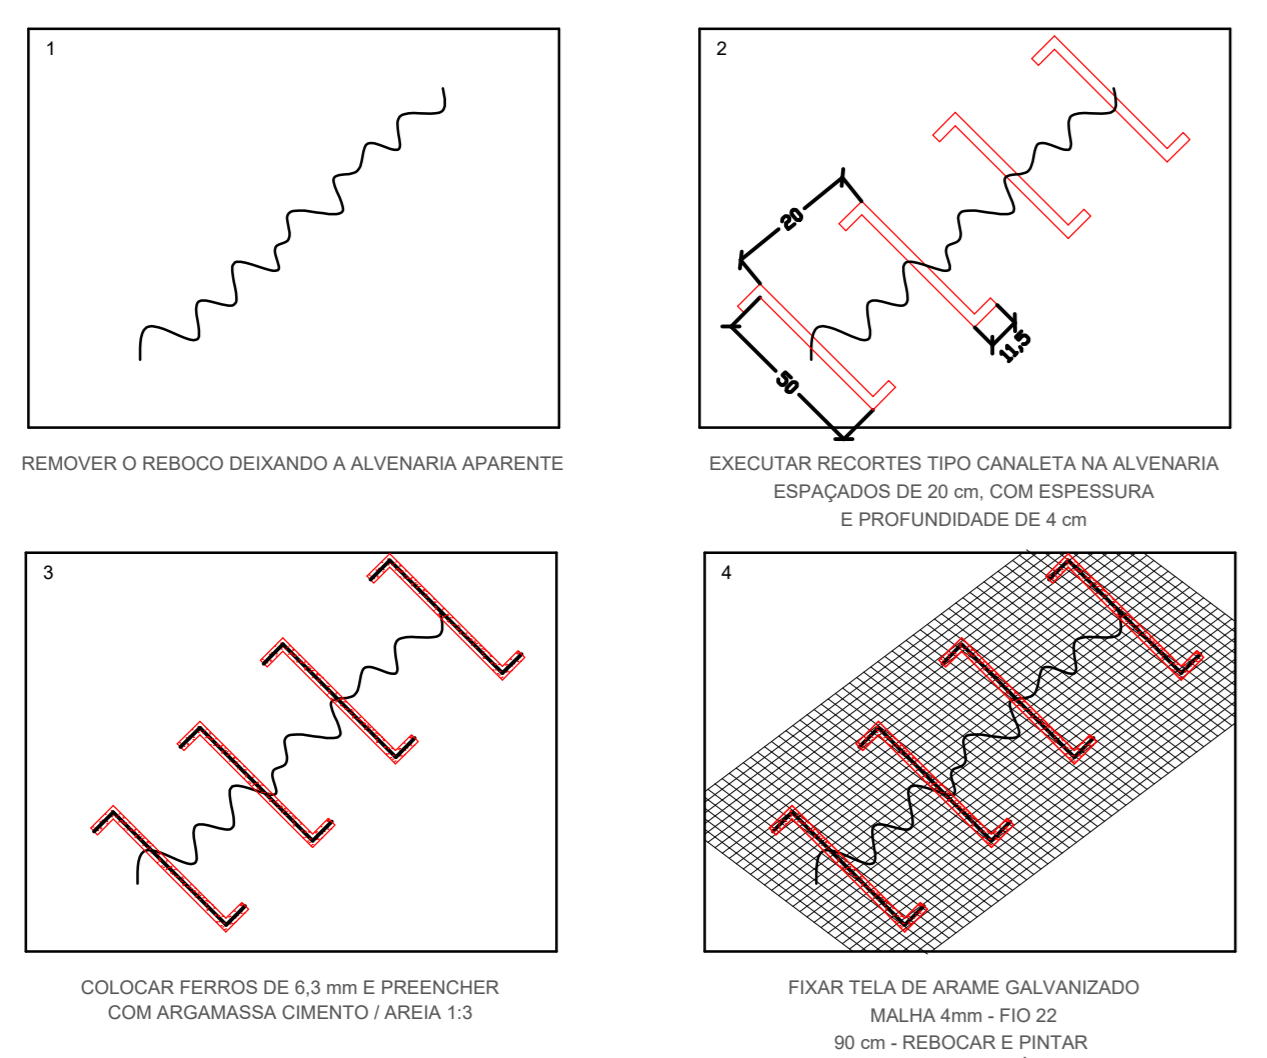 1
REMOVER O REBOCO DEIXANDO A ALVENARIA APARENTE
2
20
50
11,5
EXECUTAR RECORTES TIPO CANALETA NA ALVENARIA
ESPAÇADOS DE 20 cm, COM ESPESSURA
E PROFUNDIDADE DE 4 cm
3
COLOCAR FERROS DE 6,3 mm E PREENCHER
COM ARGAMASSA CIMENTO / AREIA 1:3
4
FIXAR TELA DE ARAME GALVANIZADO
MALHA 4mm - FIO 22
90 cm - REBOCAR E PINTAR